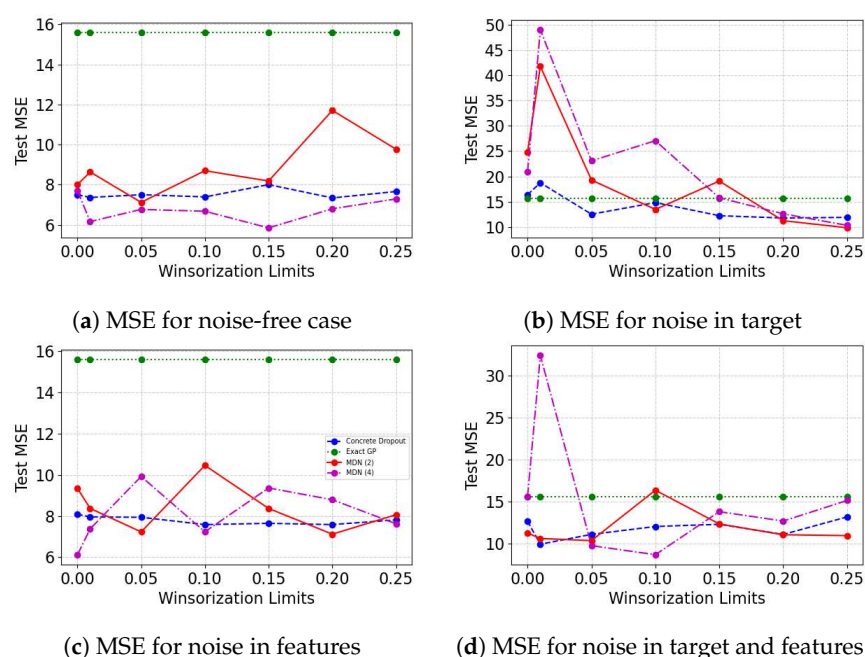 16
14
12
10
8
6
Test MSE
0.00 0.05 0.10 0.15 0.20 0.25
Winsorization Limits
(a) MSE for noise-free case
50
45
40
35
30
25
20
15
10
Test MSE
0.00 0.05 0.10 0.15 0.20 0.25
Winsorization Limits
(b) MSE for noise in target
16
14
12
10
8
6
Test MSE
Concrete Dropout
Exact GP
MDN (2)
MDN (4)
0.00 0.05 0.10 0.15 0.20 0.25
Winsorization Limits
(c) MSE for noise in features
30
25
20
15
10
Test MSE
0.00 0.05 0.10 0.15 0.20 0.25
Winsorization Limits
(d) MSE for noise in target and features